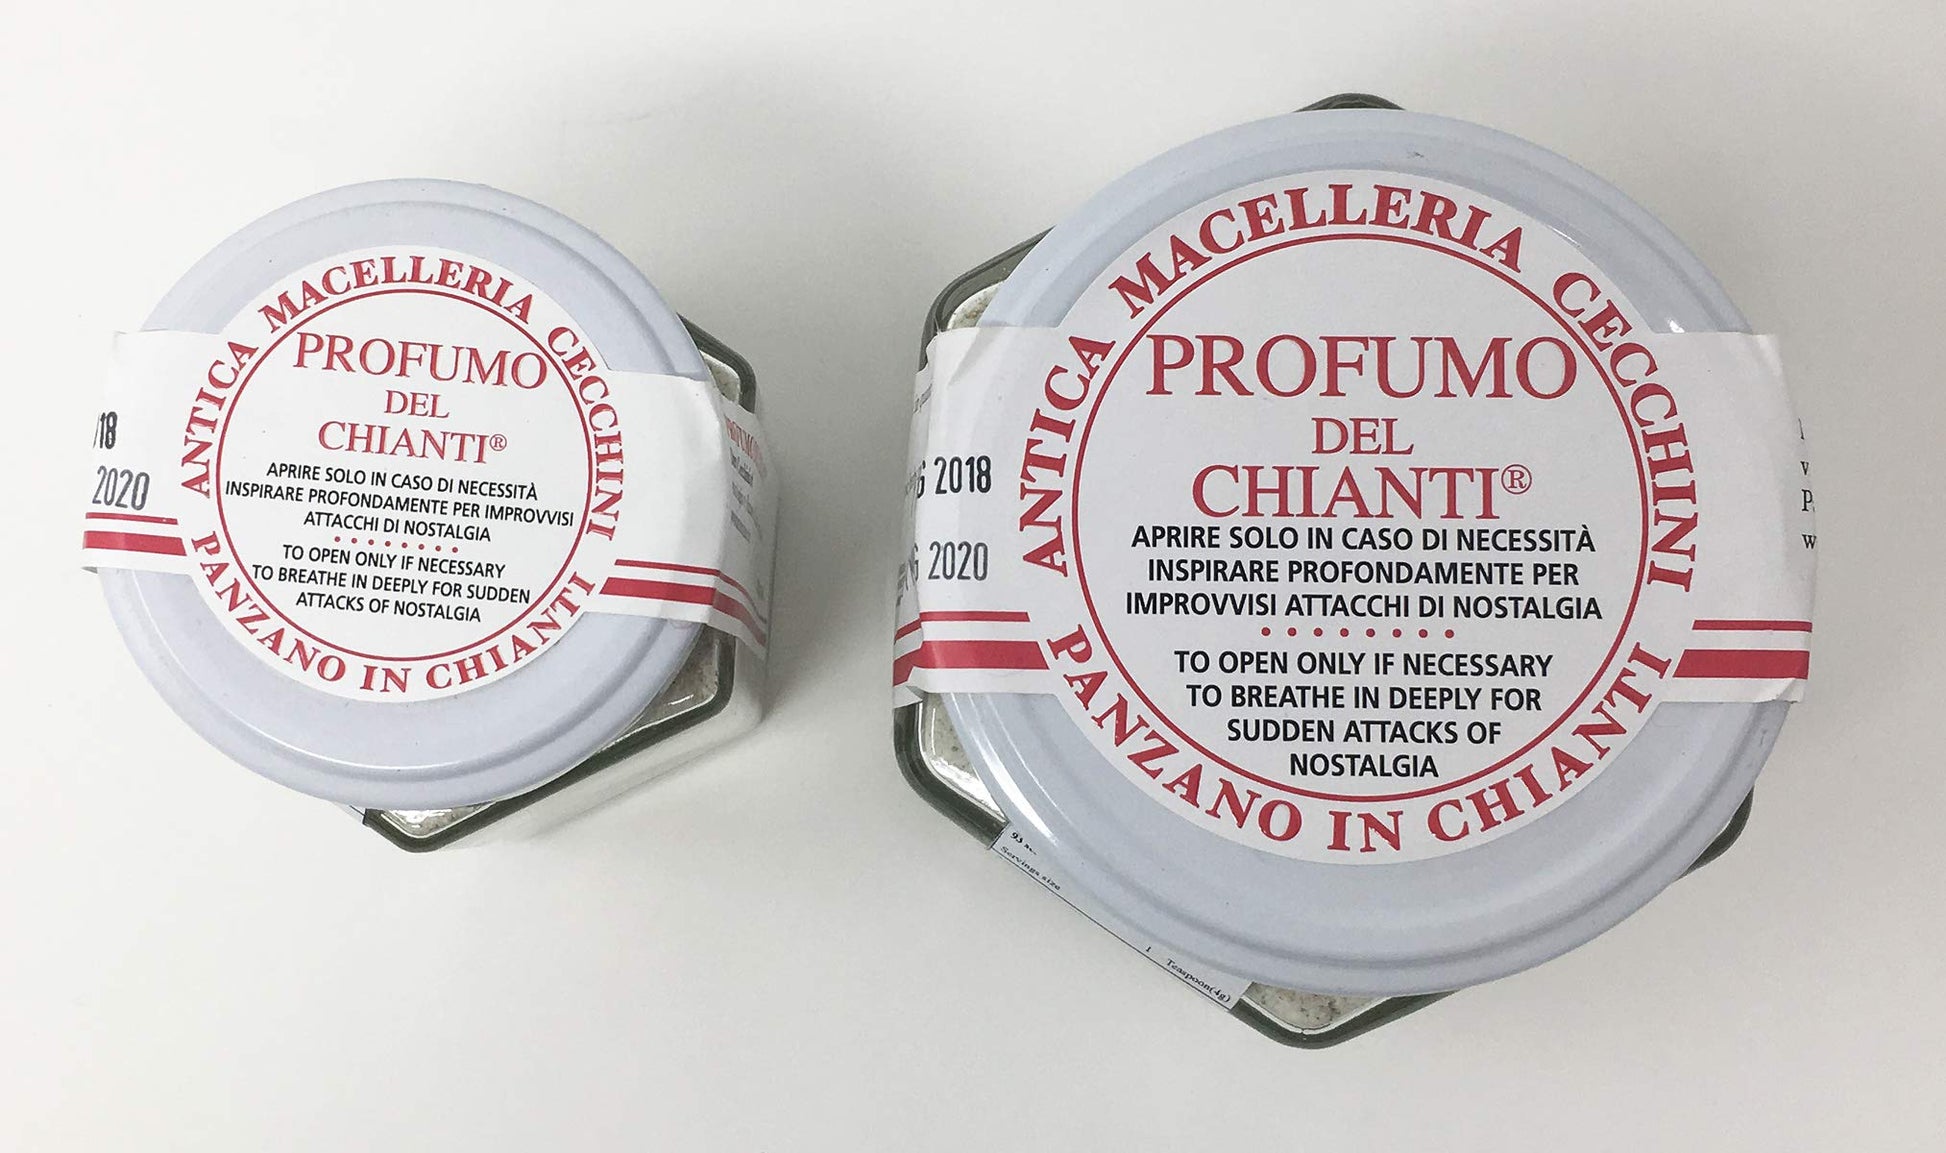 ANTICA MACELLERIA CECCHINI
PROFUMO
DEL
CHIANTI®
APRIRE SOLO IN CASO DI NECESSITÀ
INSPIRARE PROFONDAMENTE PER IMPROVVISI
ATTACCHI DI NOSTALGIA
TO OPEN ONLY IF NECESSARY
TO BREATHE IN DEEPLY FOR SUDDEN
ATTACKS OF NOSTALGIA
PANZANO IN CHIANTI
2020
ANTICA MACELLERIA CECCHINI
PROFUMO
DEL
CHIANTI®
APRIRE SOLO IN CASO DI NECESSITÀ
INSPIRARE PROFONDAMENTE PER
IMPROVVISI ATTACCHI DI NOSTALGIA
TO OPEN ONLY IF NECESSARY
TO BREATHE IN DEEPLY FOR
SUDDEN ATTACKS OF
NOSTALGIA
PANZANO IN CHIANTI
2018
2020
Servings size
1 Teaspoon(4g)